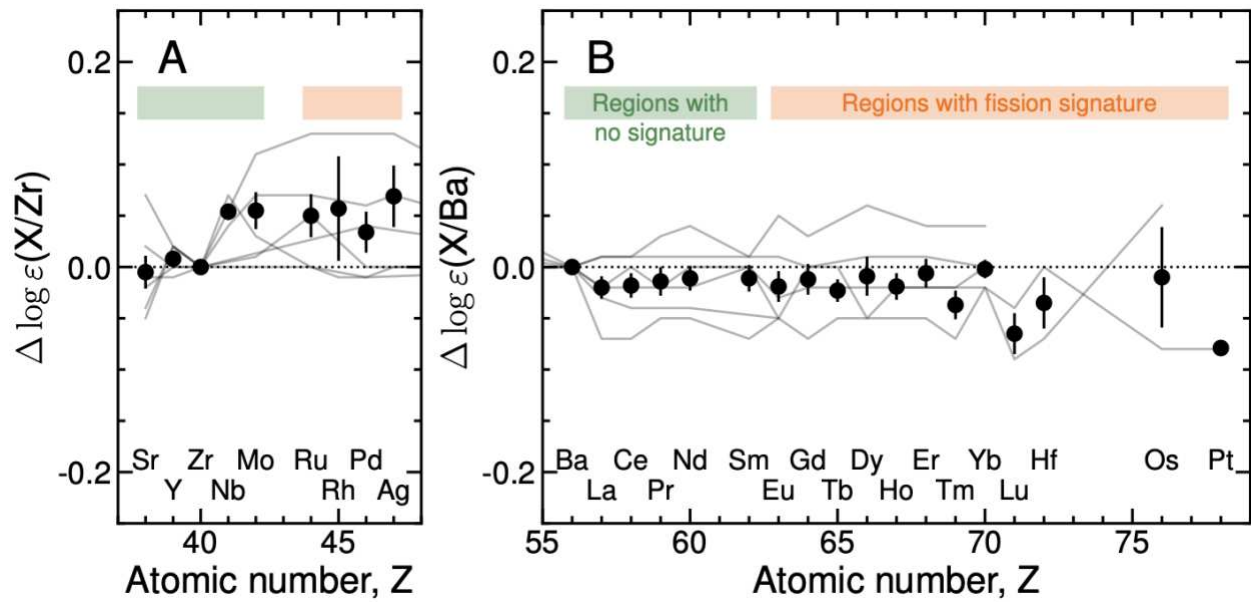 A
B
0.2
0.2
Regions with
no signature
Regions with fission signature
Δ log ε(X/Zr)
Δ log ε(X/Ba)
0.0
0.0
-0.2
-0.2
Sr Zr Mo Ru Pd
Y Nb Rh Ag
Ba Ce Nd Sm Gd Dy Er Yb Hf Os Pt
La Pr Eu Tb Ho Tm Lu
40 45
55 60 65 70 75
Atomic number, Z
Atomic number, Z